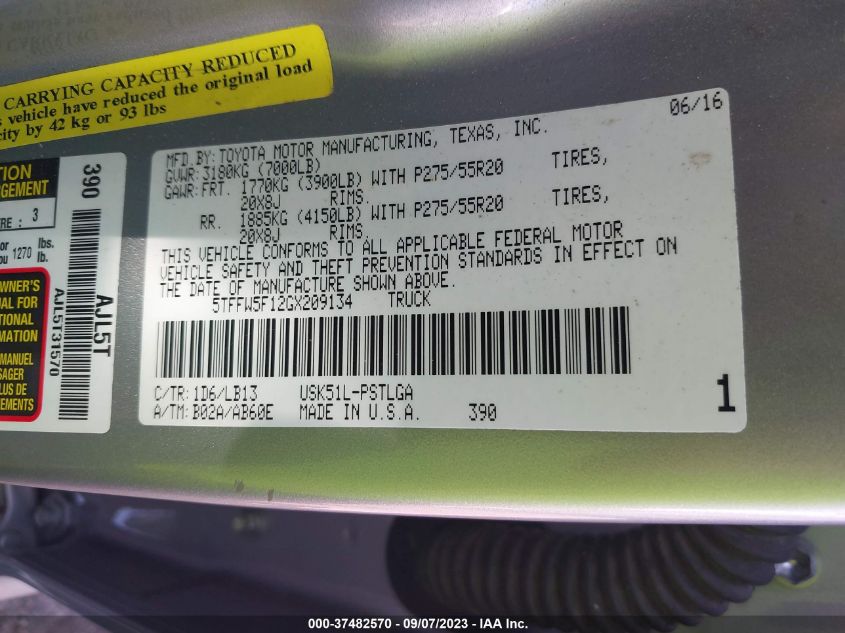 CARRYING CAPACITY REDUCED
vehicle have reduced the original load
by 42 kg or 93 lbs
390
: 3
or 1270 lbs.
lb.
OWNER'S
MANUEL
AJL5T31570
AJL5T
06/16
MFD.BY:TOYOTA MOTOR MANUFACTURING, TEXAS, INC.
GVWR:3180KG (7000LB)
GAWR:FRT. 1770KG (3900LB) WITH P275/55R20 TIRES,
20X8J RIMS.
RR. 1885KG (4150LB) WITH P275/55R20 TIRES,
20X8J RIMS.
THIS VEHICLE CONFORMS TO ALL APPLICABLE FEDERAL MOTOR
VEHICLE SAFETY AND THEFT PREVENTION STANDARDS IN EFFECT ON
THE DATE OF MANUFACTURE SHOWN ABOVE.
5TFFW5F12GX209134 TRUCK
C/TR:1D6/LB13 USK51L-PSTLGA
A/TM:B02A/AB60E MADE IN U.S.A. 390
1
000-37482570 - 09/07/2023 - IAA Inc.